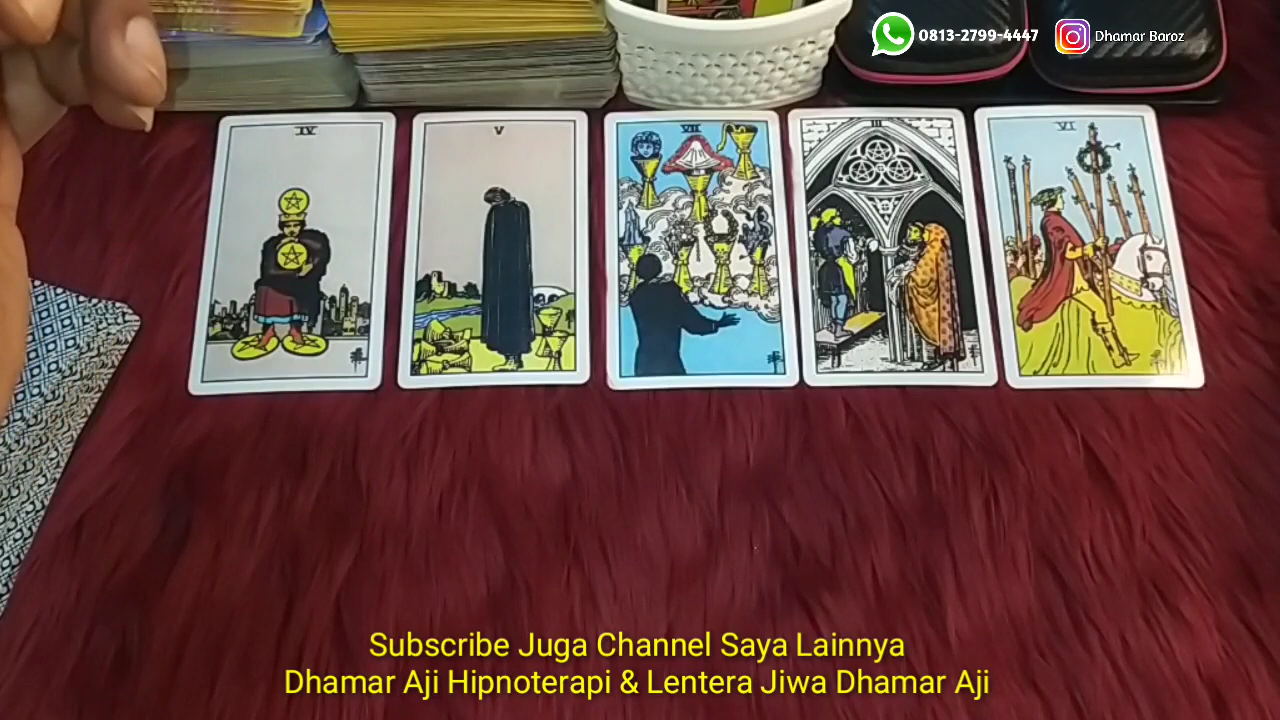 0813-2799-4447
Dhamar Baroz
IV
V
VII
III
VI
Subscribe Juga Channel Saya Lainnya
Dhamar Aji Hipnoterapi & Lentera Jiwa Dhamar Aji